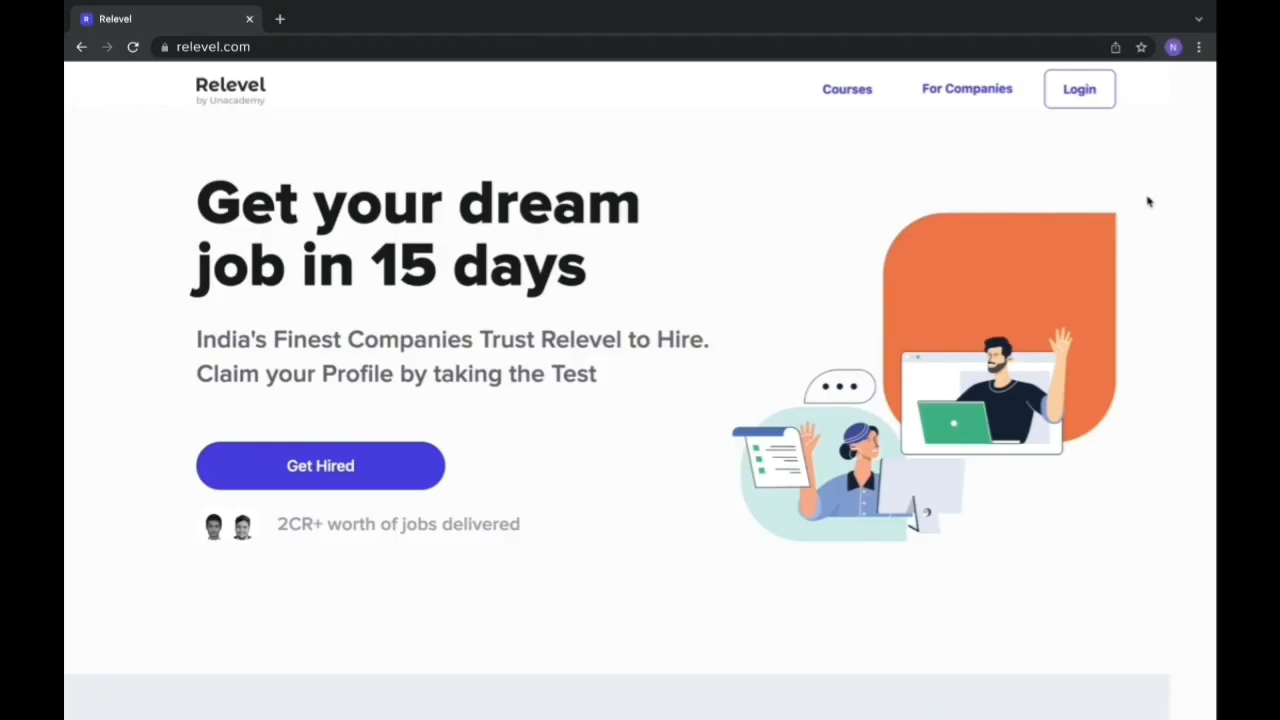 Relevel
relevel.com
N
Relevel
by Unacademy
Courses
For Companies
Login
Get your dream
job in 15 days
India's Finest Companies Trust Relevel to Hire.
Claim your Profile by taking the Test
Get Hired
2CR+ worth of jobs delivered